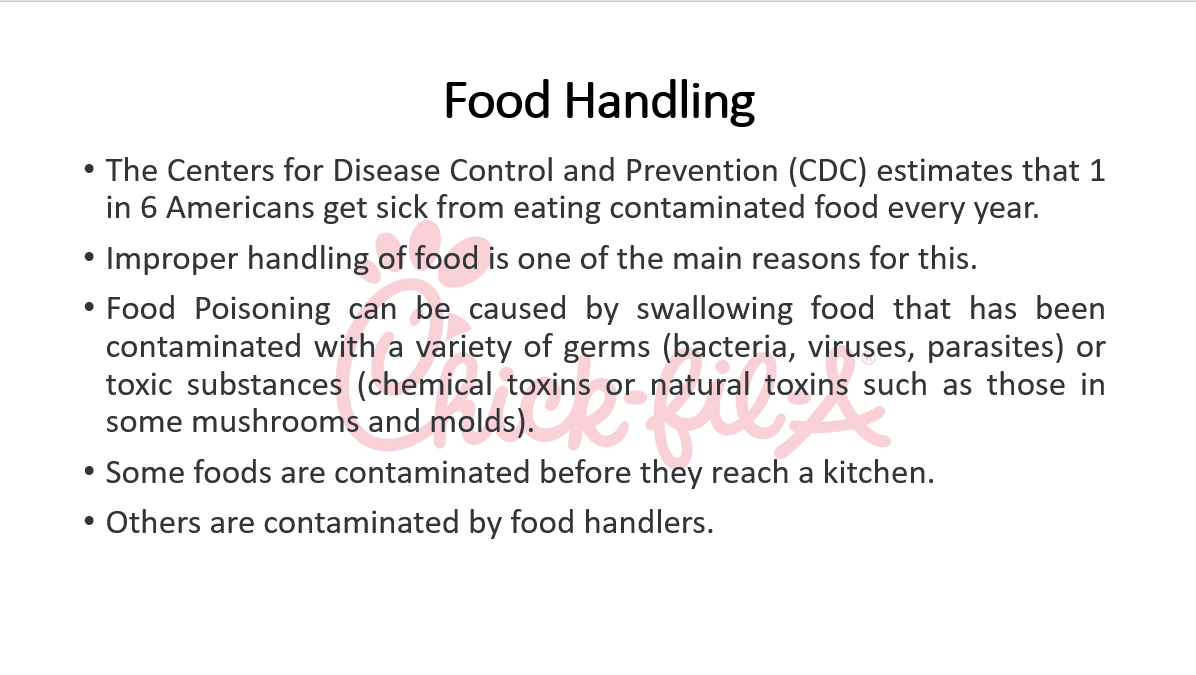 Food Handling
• The Centers for Disease Control and Prevention (CDC) estimates that 1
in 6 Americans get sick from eating contaminated food every year.
• Improper handling of food is one of the main reasons for this.
• Food Poisoning can be caused by swallowing food that has been
contaminated with a variety of germs (bacteria, viruses, parasites) or
toxic substances (chemical toxins or natural toxins such as those in
some mushrooms and molds).
• Some foods are contaminated before they reach a kitchen.
• Others are contaminated by food handlers.
Chick-fil-A®